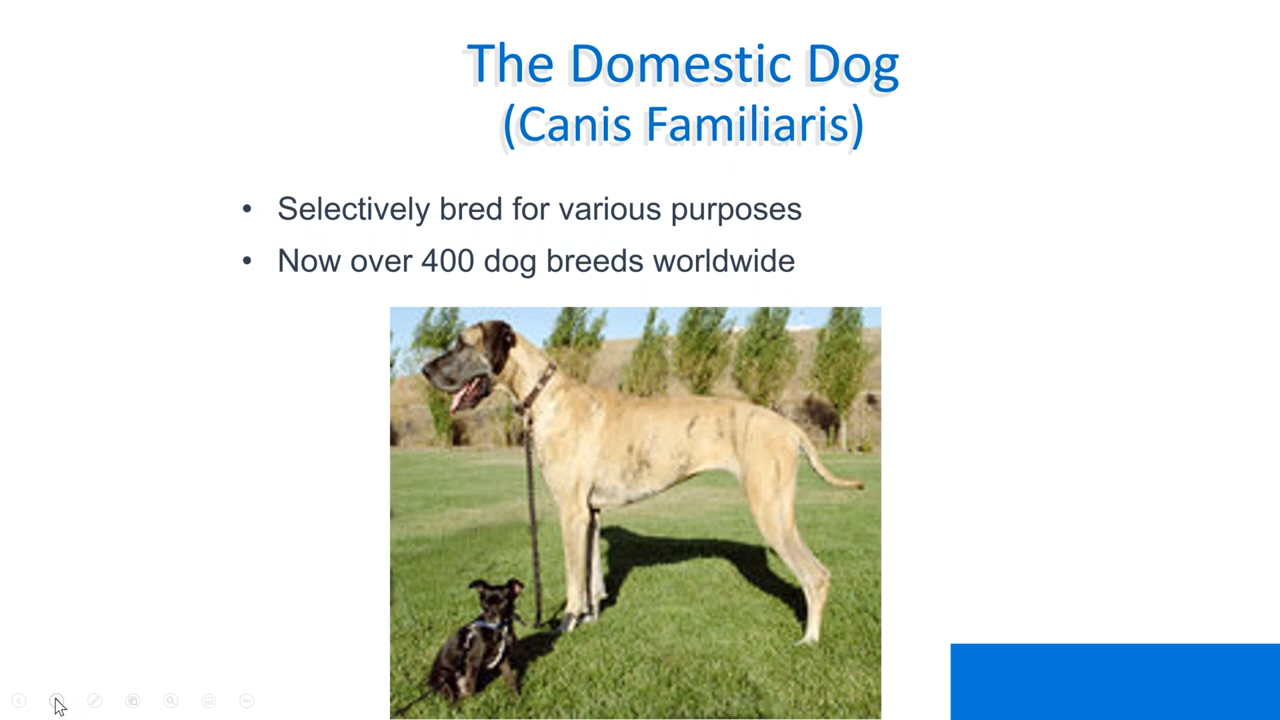 The Domestic Dog
(Canis Familiaris)
• Selectively bred for various purposes
• Now over 400 dog breeds worldwide